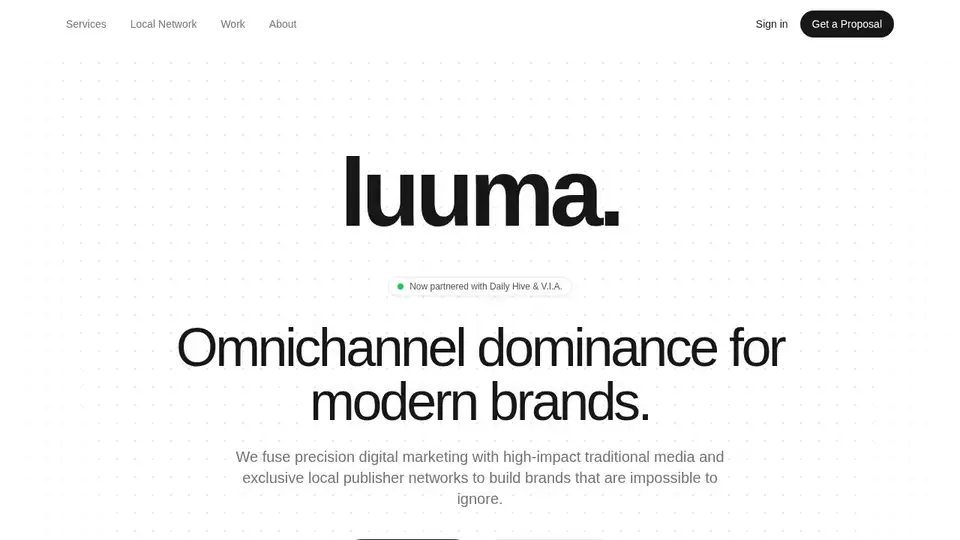 Services
Local Network
Work
About
Sign in
Get a Proposal
luuma.
Now partnered with Daily Hive & V.I.A.
Omnichannel dominance for
modern brands.
We fuse precision digital marketing with high-impact traditional media and
exclusive local publisher networks to build brands that are impossible to
ignore.